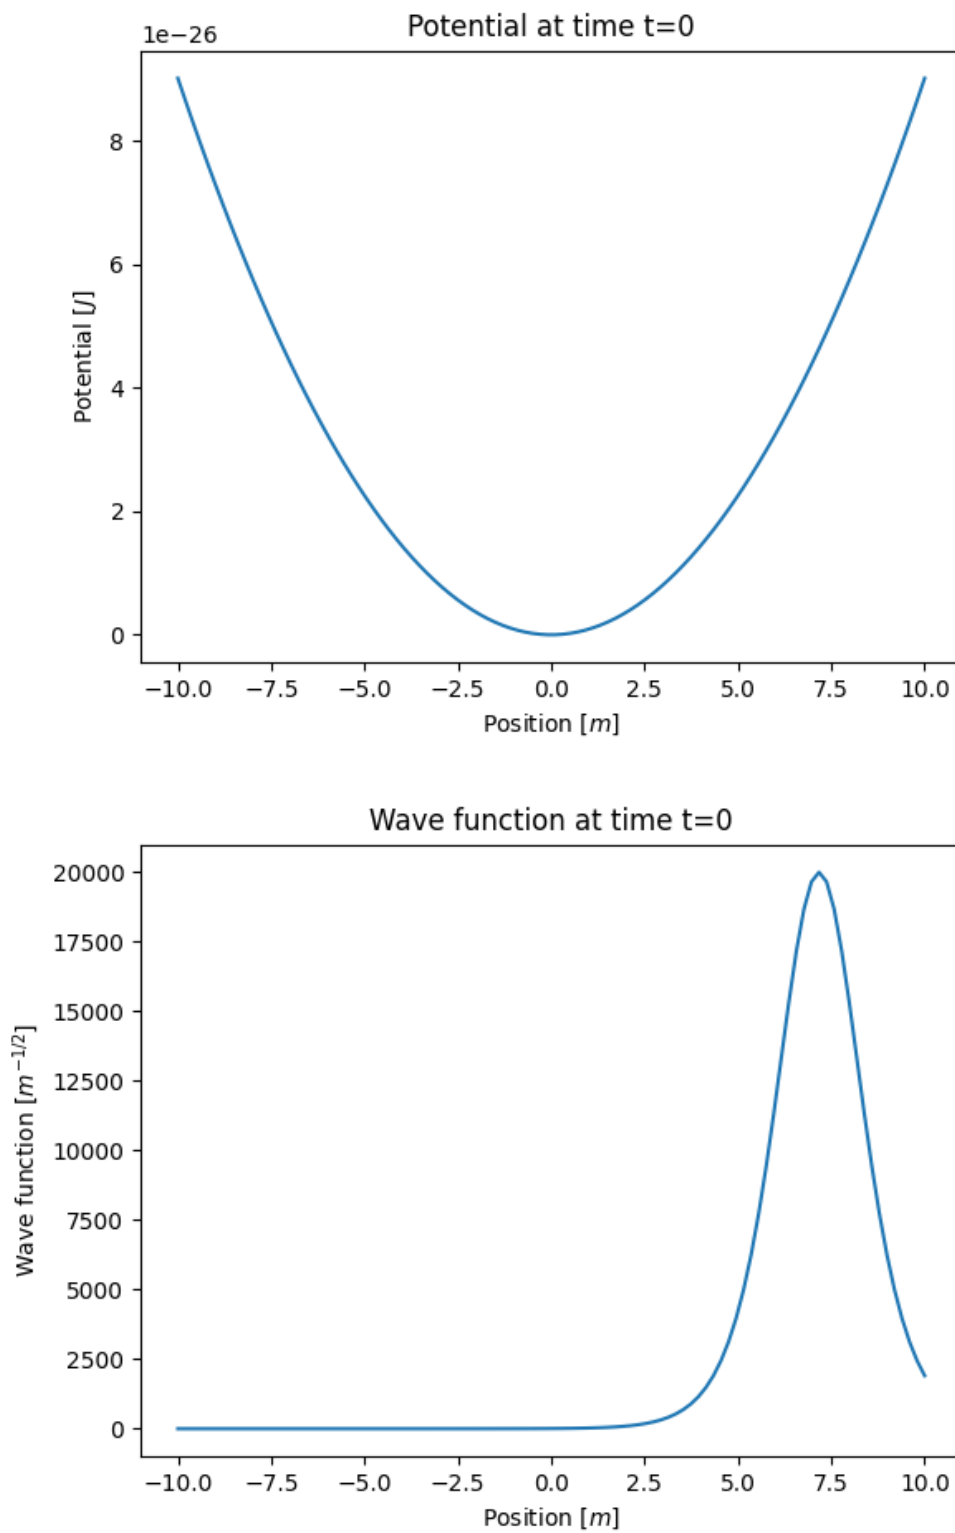 1e−26
Potential at time t=0
8
6
4
2
0
Potential [J]
−10.0 −7.5 −5.0 −2.5 0.0 2.5 5.0 7.5 10.0
Position [m]
Wave function at time t=0
20000
17500
15000
12500
10000
7500
5000
2500
0
Wave function [m^{−1/2}]
−10.0 −7.5 −5.0 −2.5 0.0 2.5 5.0 7.5 10.0
Position [m]